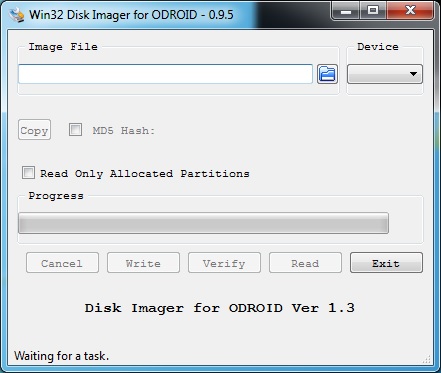 Win32 Disk Imager for ODROID - 0.9.5
Image File
Device
Copy
MD5 Hash:
Read Only Allocated Partitions
Progress
Cancel Write Verify Read Exit
Disk Imager for ODROID Ver 1.3
Waiting for a task.